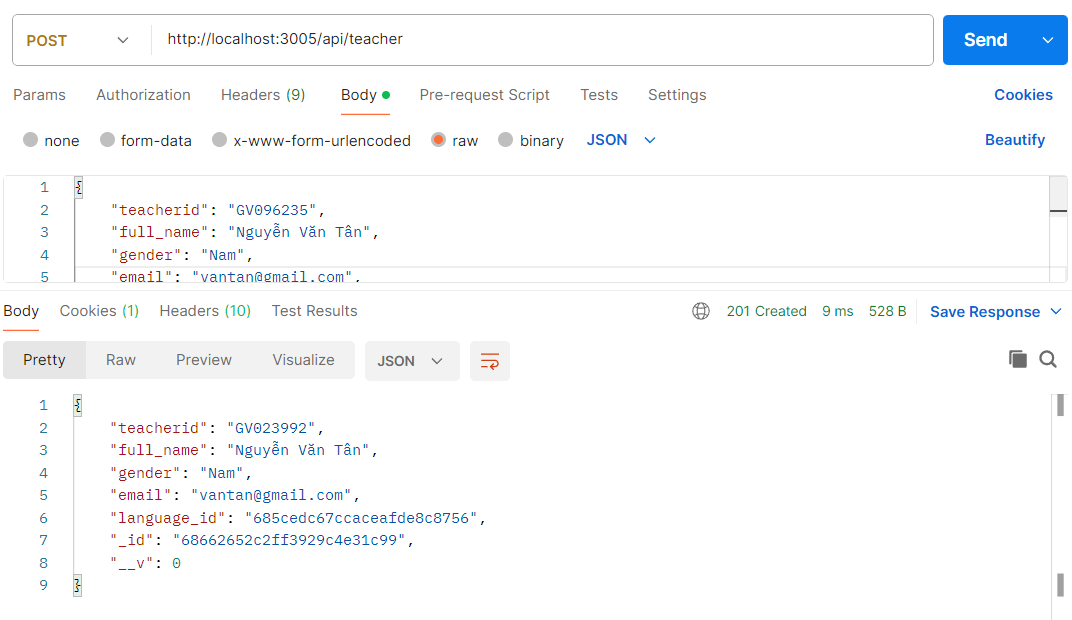 POST http://localhost:3005/api/teacher Send
Params Authorization Headers (9) Body Pre-request Script Tests Settings Cookies
none form-data x-www-form-urlencoded raw binary JSON Beautify
1 {
2 "teacherid": "GV096235",
3 "full_name": "Nguyễn Văn Tân",
4 "gender": "Nam",
5 "email": "vantan@gmail.com",
Body Cookies (1) Headers (10) Test Results 201 Created 9 ms 528 B Save Response
Pretty Raw Preview Visualize JSON
1 {
2 "teacherid": "GV023992",
3 "full_name": "Nguyễn Văn Tân",
4 "gender": "Nam",
5 "email": "vantan@gmail.com",
6 "language_id": "685cedc67ccaceafde8c8756",
7 "_id": "68662652c2ff3929c4e31c99",
8 "__v": 0
9 }